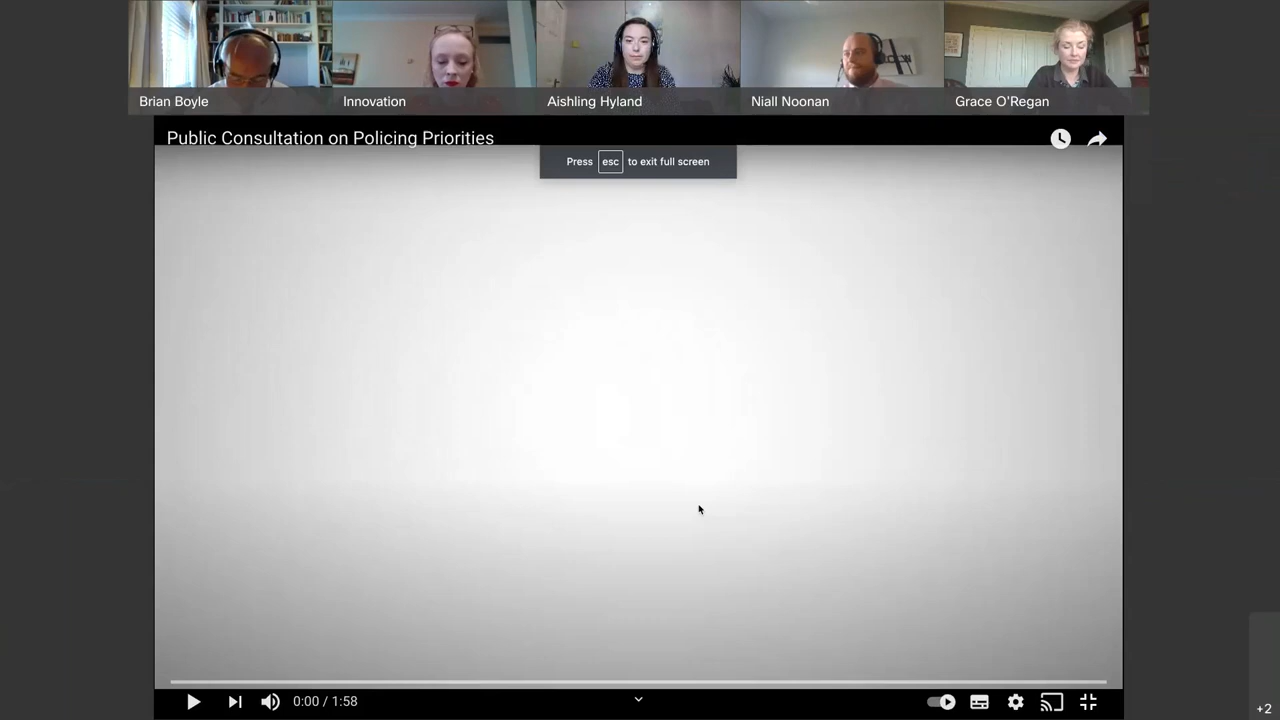 Brian Boyle
Innovation
Aishling Hyland
Niall Noonan
Grace O'Regan
Public Consultation on Policing Priorities
Press esc to exit full screen
0:00 / 1:58
+2